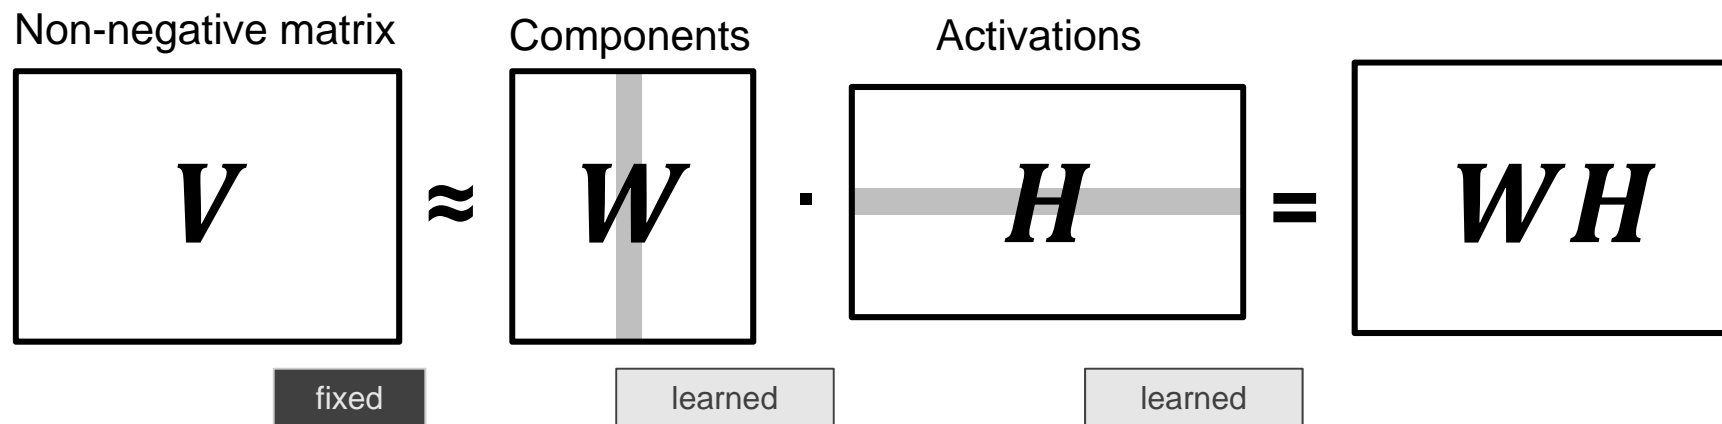 Non-negative matrix
Components
Activations
V ≈ W · H = WH
fixed
learned
learned